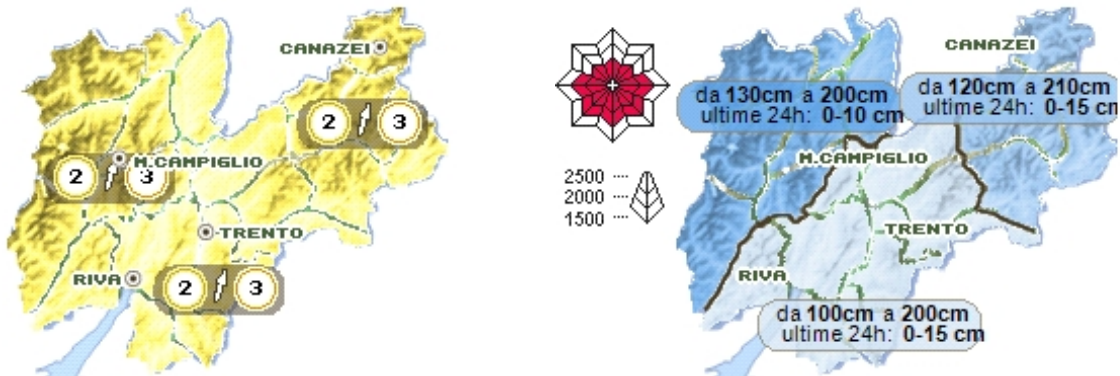 CANAZEI
2 3
M.CAMPIGLIO
2 3
TRENTO
RIVA
2 3
CANAZEI
da 130cm a 200cm
ultime 24h: 0-10 cm
da 120cm a 210cm
ultime 24h: 0-15 cm
M.CAMPIGLIO
2500
2000
1500
TRENTO
RIVA
da 100cm a 200cm
ultime 24h: 0-15 cm